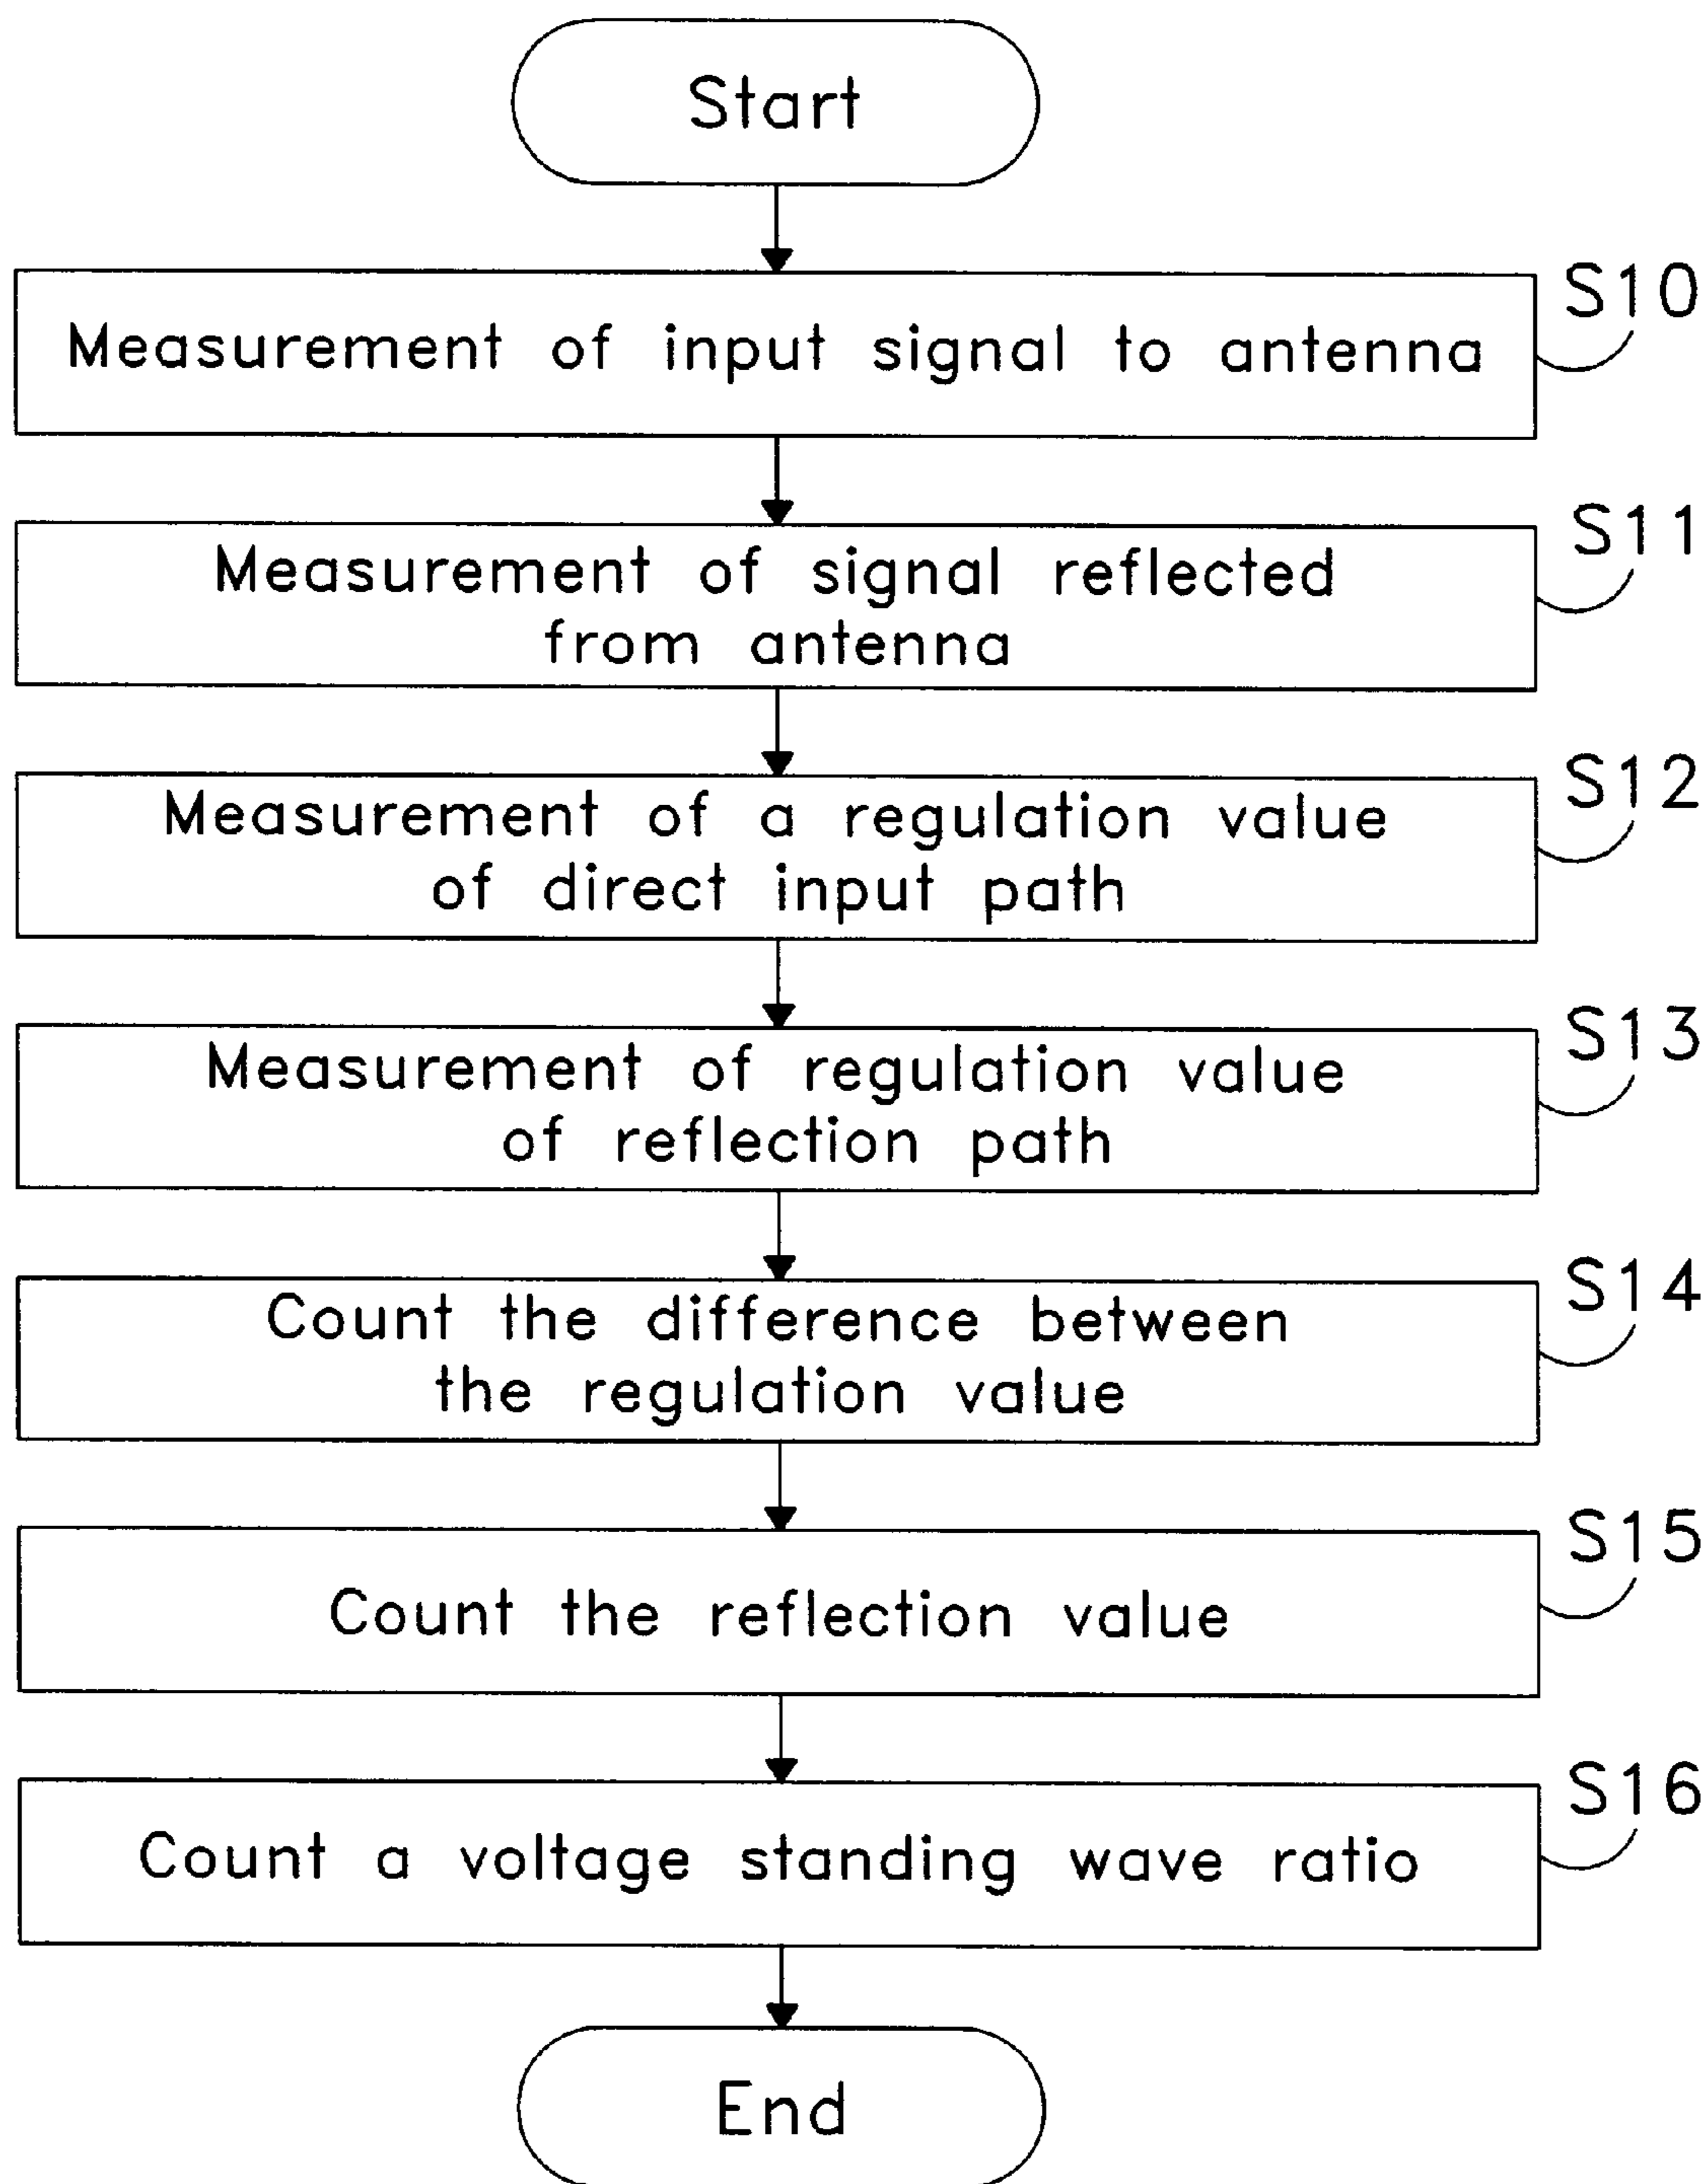 Start
S10
Measurement of input signal to antenna
S11
Measurement of signal reflected
from antenna
S12
Measurement of a regulation value
of direct input path
S13
Measurement of regulation value
of reflection path
S14
Count the difference between
the regulation value
S15
Count the reflection value
S16
Count a voltage standing wave ratio
End